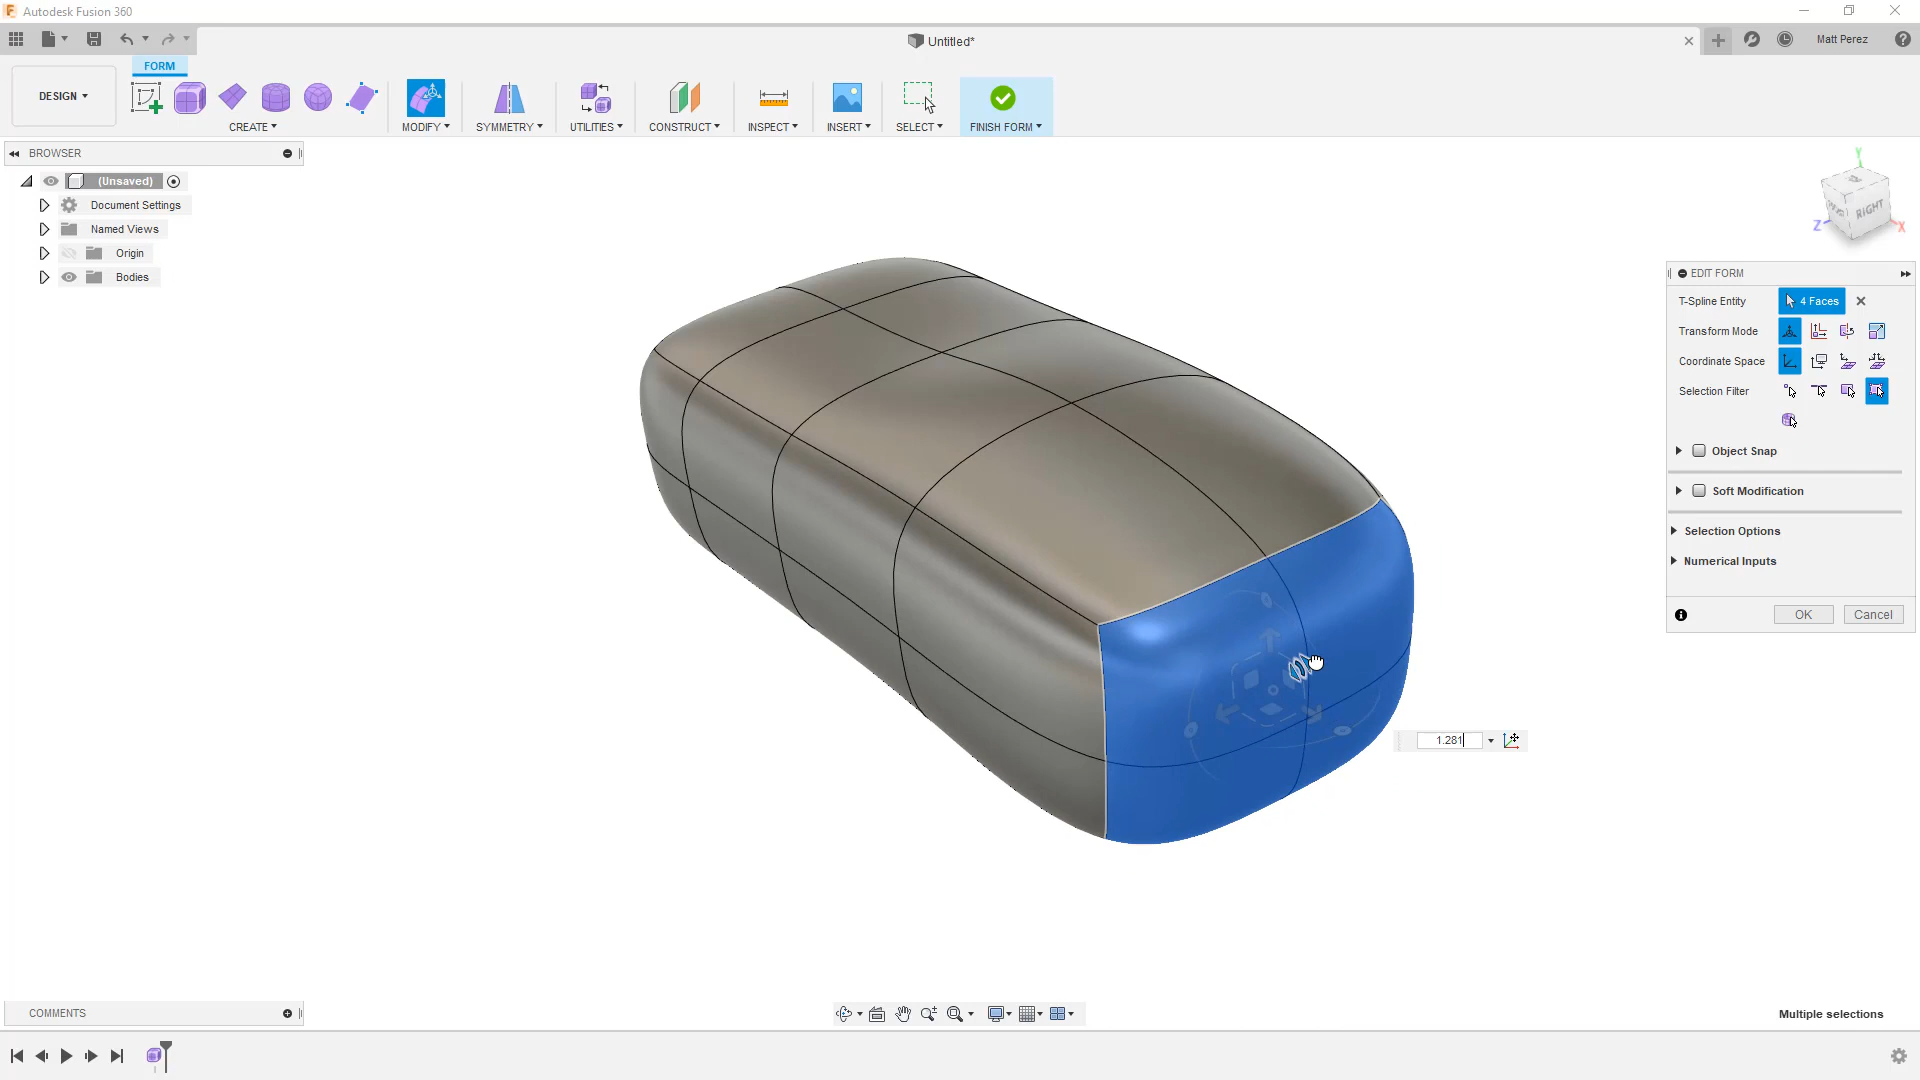 Autodesk Fusion 360
Untitled*
Matt Perez
FORM
DESIGN
CREATE
MODIFY
SYMMETRY
UTILITIES
CONSTRUCT
INSPECT
INSERT
SELECT
FINISH FORM
BROWSER
(Unsaved)
Document Settings
Named Views
Origin
Bodies
Y
RIGHT
Z
X
EDIT FORM
T-Spline Entity
4 Faces
Transform Mode
Coordinate Space
Selection Filter
Object Snap
Soft Modification
Selection Options
Numerical Inputs
OK
Cancel
1.281
COMMENTS
Multiple selections